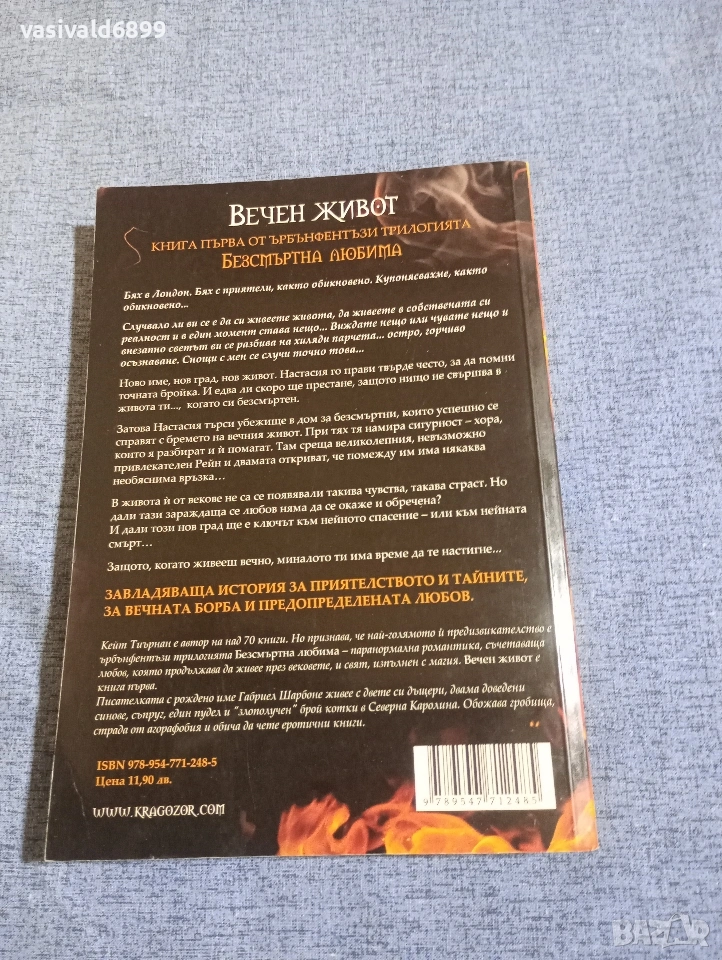 vasivald6899
ВЕЧЕН ЖИВОТ
КНИГА ПЪРВА ОТ ЪРБЪНФЕНТЪЗИ ТРИЛОГИЯТА
БЕЗСМЪРТНА ЛЮБИМА
Бях в Лондон. Бях с приятели, както обикновено. Купонясвахме, както
обикновено...
Случвало ли ви се е да си живеете живота, да живеете в собствената си
реалност и в един момент става нещо... Виждате нещо или чувате нещо и
внезапно светът ви се разбива на хиляди парчета... остро, горчиво
осъзнаване. Снощи с мен се случи точно това...
Ново име, нов град, нов живот. Настасия го прави твърде често, за да помни
точната бройка. И едва ли скоро ще престане, защото нищо не свършва в
живота ти..., когато си безсмъртен.
Затова Настасия търси убежище в дом за безсмъртни, които успешно се
справят с бремето на вечния живот. При тях тя намира сигурност – хора,
които я разбират и ѝ помагат. Там среща великолепния, невъзможно
привлекателен Рейн и двамата откриват, че помежду им има някаква
необяснима връзка...
В живота ѝ от векове не са се появявали такива чувства, такава страст. Но
дали тази зараждаща се любов няма да се окаже и обречена?
И дали този нов град ще е ключът към нейното спасение – или към нейната
смърт...
Защото, когато живееш вечно, миналото ти има време да те настигне...
ЗАВЛАДЯВАЩА ИСТОРИЯ ЗА ПРИЯТЕЛСТВОТО И ТАЙНИТЕ,
ЗА ВЕЧНАТА БОРБА И ПРЕДОПРЕДЕЛЕНАТА ЛЮБОВ.
Кейт Тиърнан е автор на над 70 книги. Но признава, че най-голямото ѝ предизвикателство е
ърбънфентъзи трилогията Безсмъртна любима – паранормална романтика, съчетаваща
любов, която продължава да живее през вековете, и свят, изпълнен с магия. Вечен живот е
книга първа.
Писателката с рождено име Габриел Шарбоне живее с двете си дъщери, двама доведени
синове, съпруг, един пудел и "злополучен" брой котки в Северна Каролина. Обожава гробища,
страда от агорафобия и обича да чете еротични книги.
ISBN 978-954-771-248-5
Цена 11,90 лв.
WWW.KRAGOZOR.COM
9 789547 712485
BAZAR